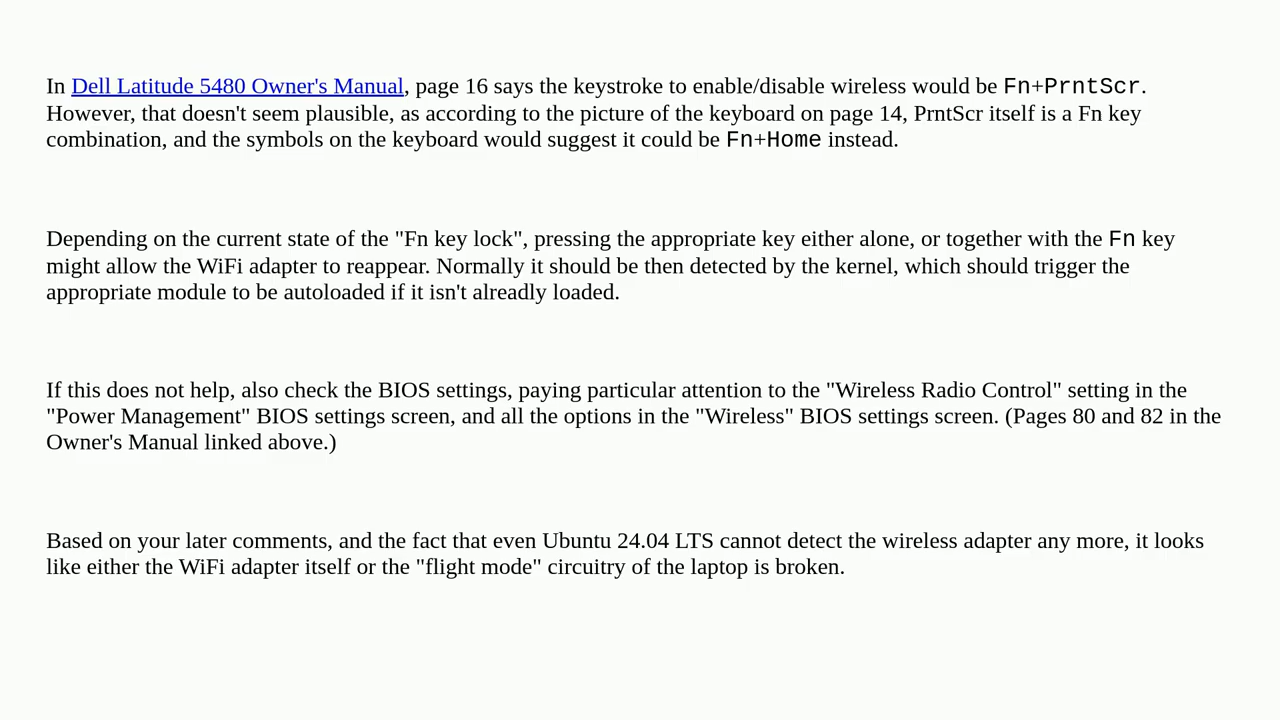 In Dell Latitude 5480 Owner's Manual, page 16 says the keystroke to enable/disable wireless would be Fn+PrntScr.
However, that doesn't seem plausible, as according to the picture of the keyboard on page 14, PrntScr itself is a Fn key
combination, and the symbols on the keyboard would suggest it could be Fn+Home instead.
Depending on the current state of the "Fn key lock", pressing the appropriate key either alone, or together with the Fn key
might allow the WiFi adapter to reappear. Normally it should be then detected by the kernel, which should trigger the
appropriate module to be autoloaded if it isn't alreadly loaded.
If this does not help, also check the BIOS settings, paying particular attention to the "Wireless Radio Control" setting in the
"Power Management" BIOS settings screen, and all the options in the "Wireless" BIOS settings screen. (Pages 80 and 82 in the
Owner's Manual linked above.)
Based on your later comments, and the fact that even Ubuntu 24.04 LTS cannot detect the wireless adapter any more, it looks
like either the WiFi adapter itself or the "flight mode" circuitry of the laptop is broken.